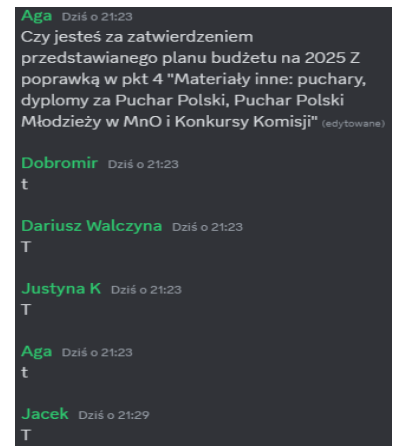 Aga Dziś o 21:23
Czy jesteś za zatwierdzeniem
przedstawianego planu budżetu na 2025 Z
poprawką w pkt 4 "Materiały inne: puchary,
dyplomy za Puchar Polski, Puchar Polski
Młodzieży w MnO i Konkursy Komisji" (edytowane)
Dobromir Dziś o 21:23
t
Dariusz Walczyna Dziś o 21:23
T
Justyna K Dziś o 21:23
T
Aga Dziś o 21:23
t
Jacek Dziś o 21:29
T